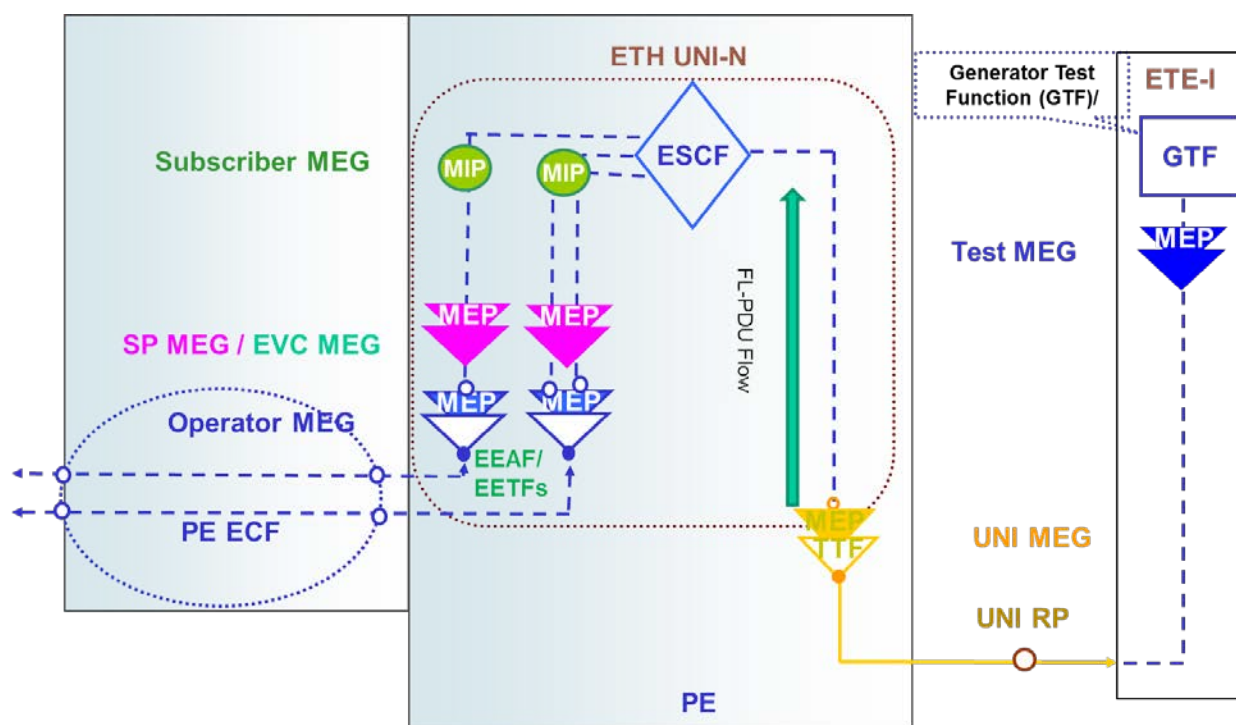 ETH UNI-N
Generator Test
Function (GTF)/
ETE-I
GTF
Subscriber MEG
MIP
MIP
ESCF
MEP
Test MEG
FL-PDU Flow
SP MEG / EVC MEG
MEP
MEP
Operator MEG
MEP
MEP
EEAF/
EETFs
PE ECF
MEP
TTF
UNI MEG
UNI RP
PE